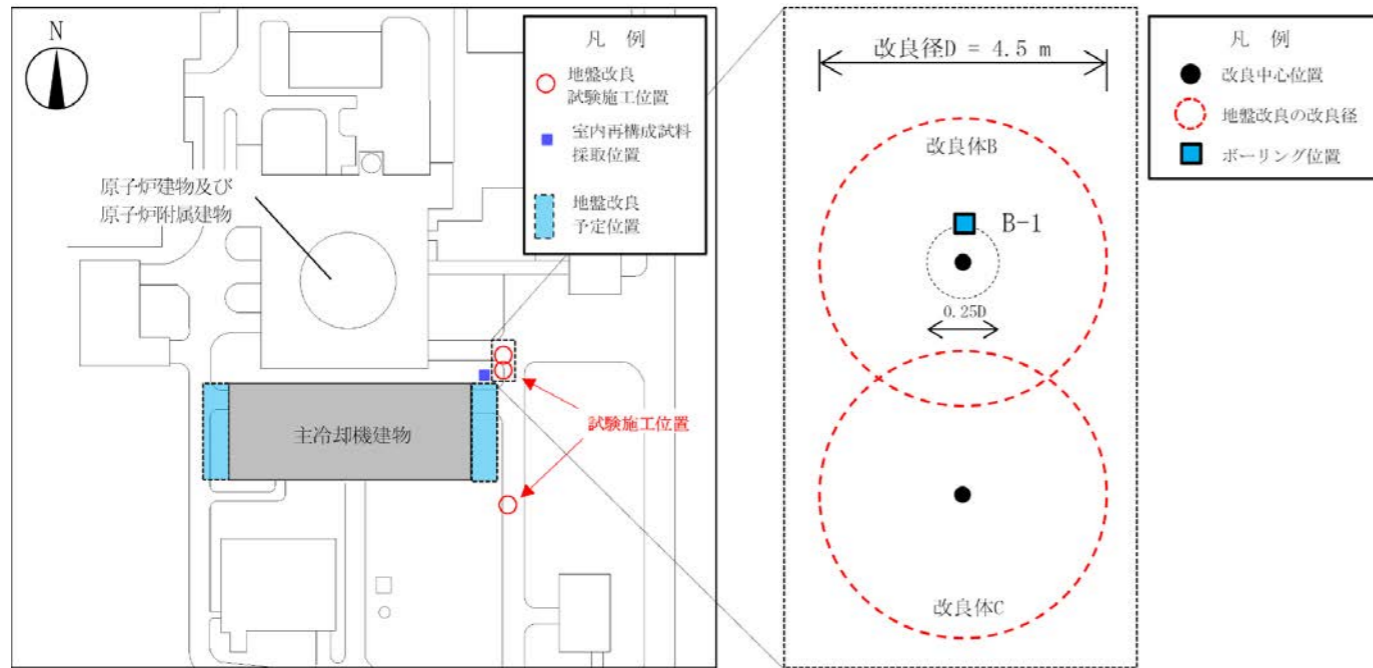 N
凡 例
地盤改良
試験施工位置
室内再構成試料
採取位置
地盤改良
予定位置
原子炉建物及び
原子炉附属建物
主冷却機建物
試験施工位置
改良径D = 4.5 m
改良体B
B-1
0.25D
改良体C
凡 例
改良中心位置
地盤改良の改良径
ボーリング位置